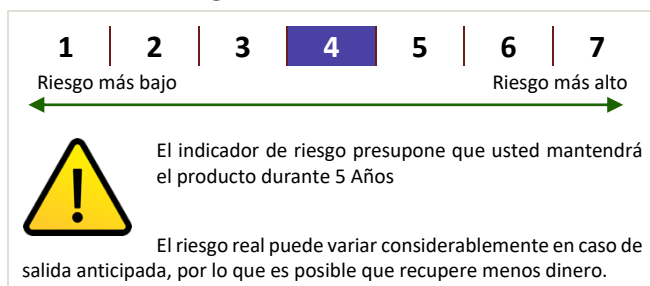 1 2 3 4 5 6 7
Riesgo más bajo Riesgo más alto
El indicador de riesgo presupone que usted mantendrá
el producto durante 5 Años
El riesgo real puede variar considerablemente en caso de
salida anticipada, por lo que es posible que recupere menos dinero.